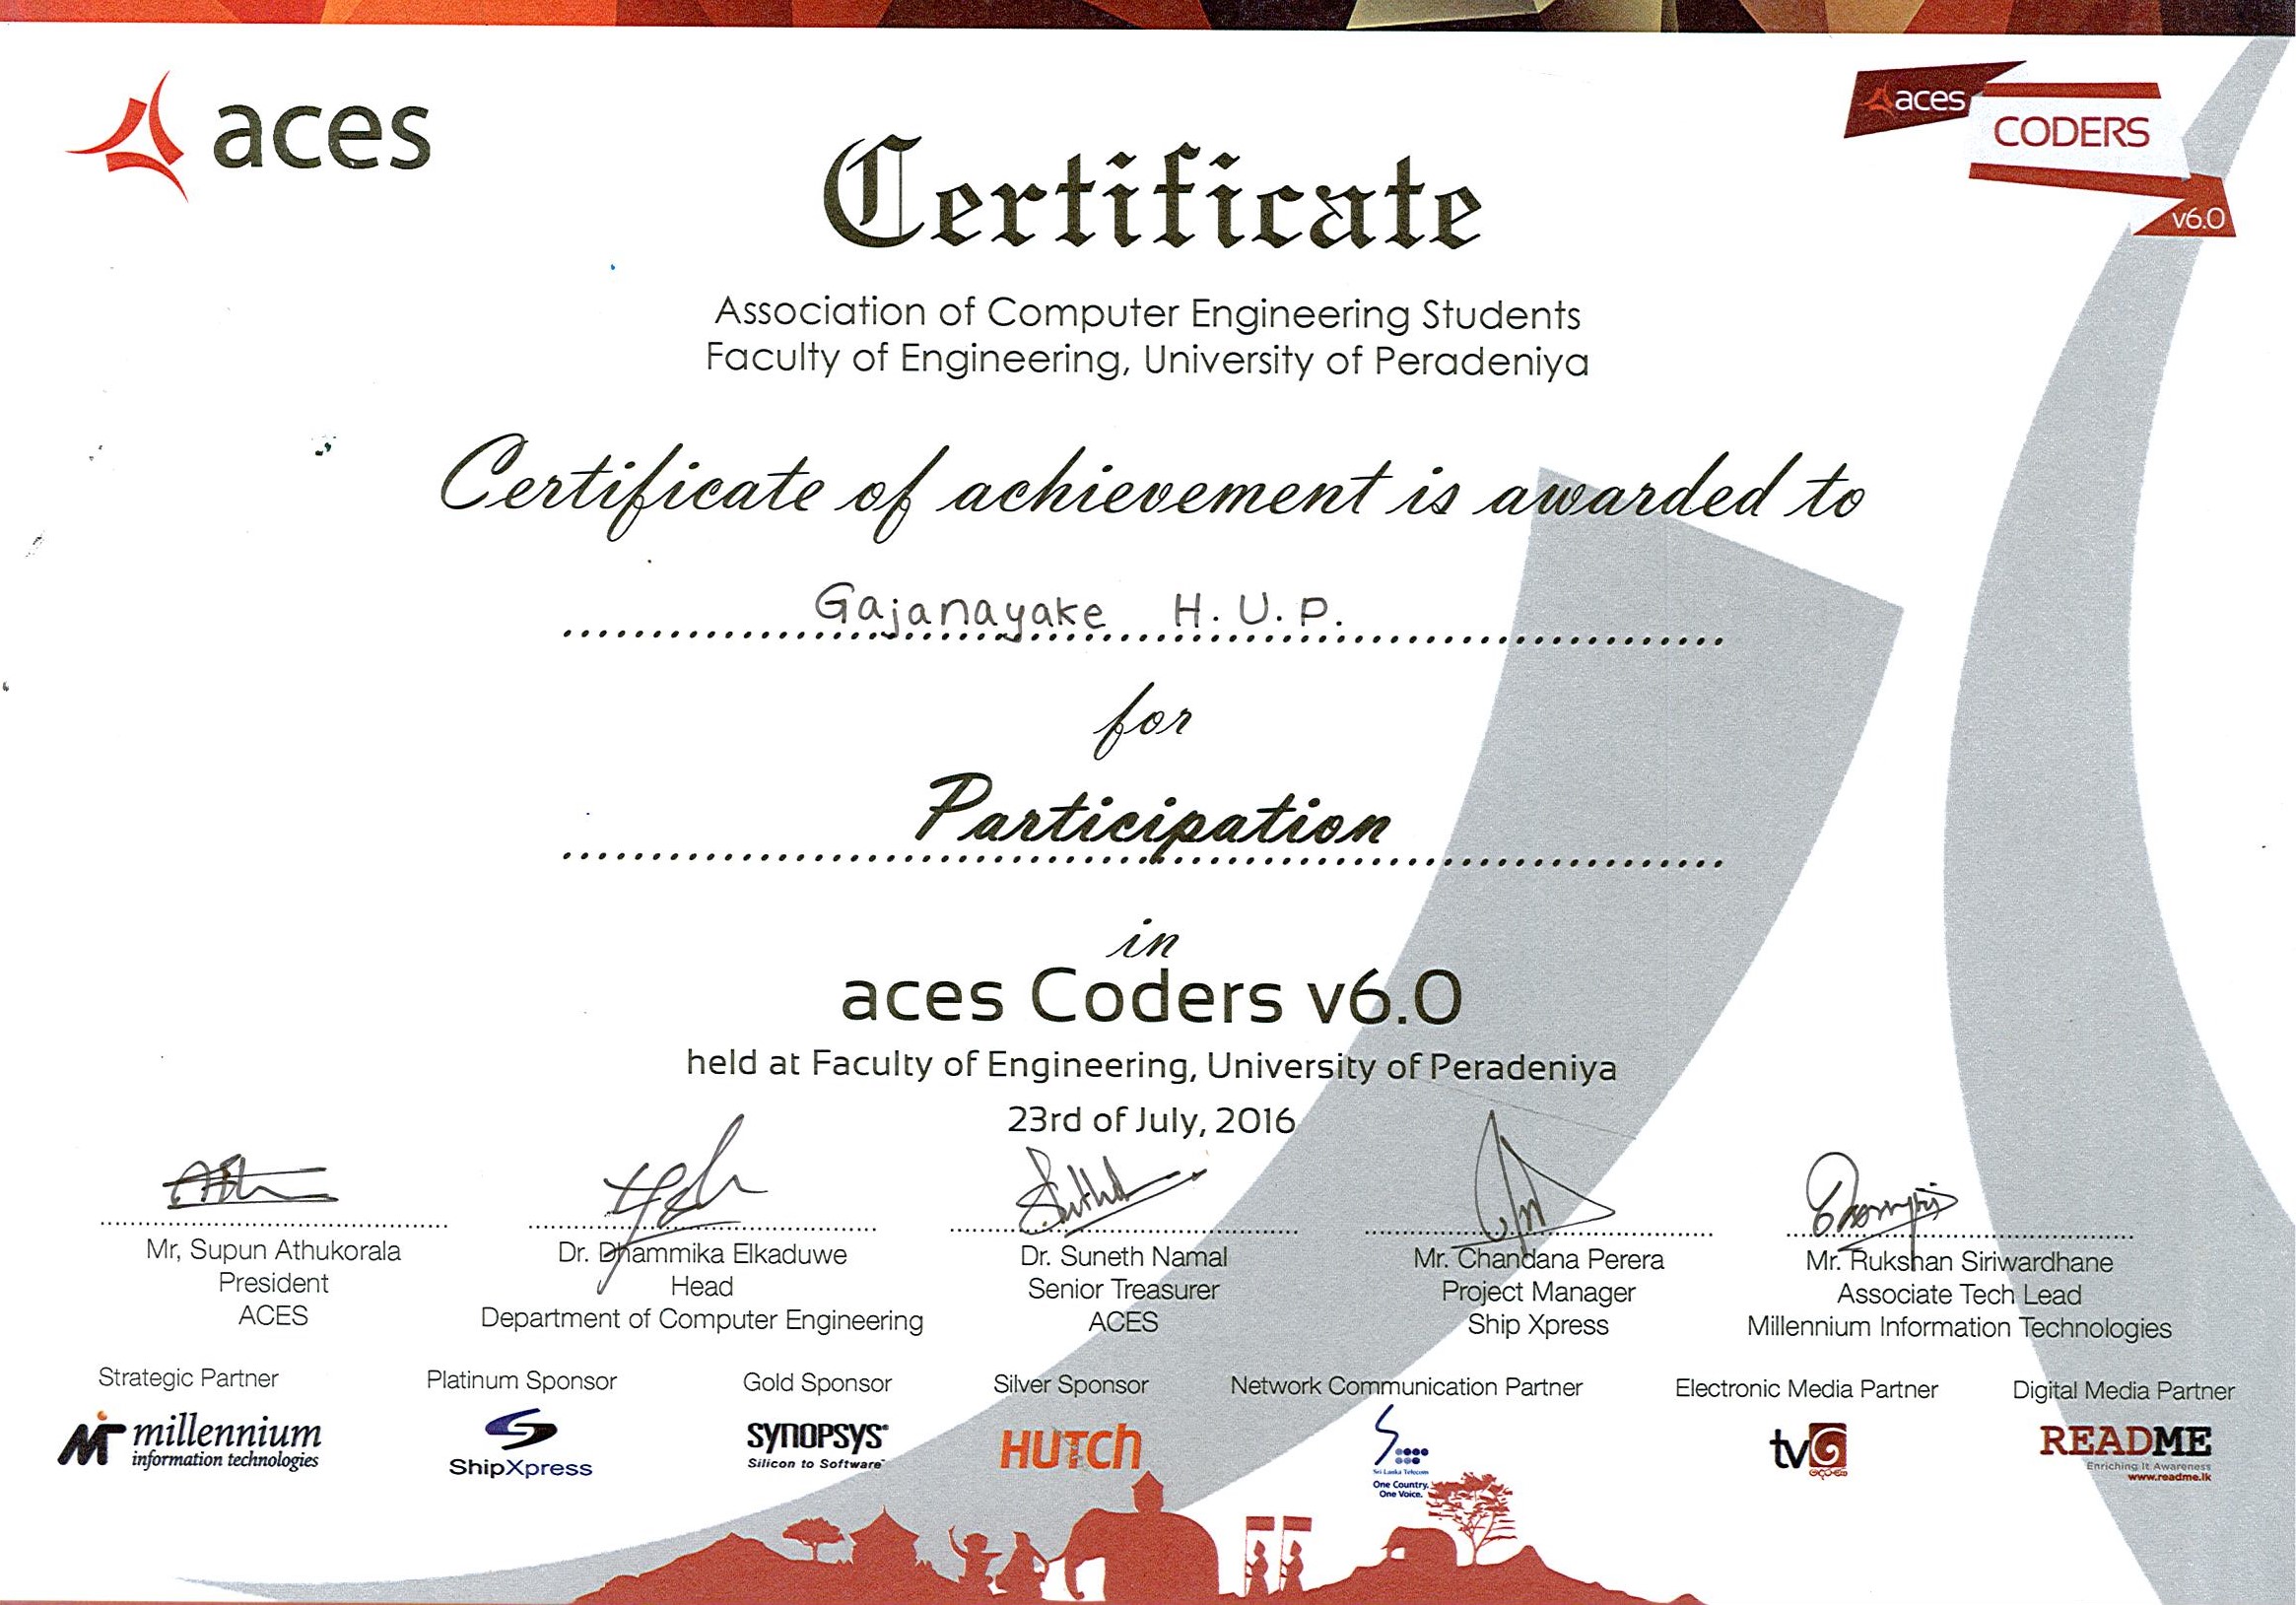 aces
aces
CODERS
v6.0
Certificate
Association of Computer Engineering Students
Faculty of Engineering, University of Peradeniya
Certificate of achievement is awarded to
Gajanayake H.U.P.
for
Participation
in
aces Coders v6.0
held at Faculty of Engineering, University of Peradeniya
23rd of July, 2016
Mr, Supun Athukorala
President
ACES
Dr. Dhammika Elkaduwe
Head
Department of Computer Engineering
Dr. Suneth Namal
Senior Treasurer
ACES
Mr. Chandana Perera
Project Manager
Ship Xpress
Mr. Rukshan Siriwardhane
Associate Tech Lead
Millennium Information Technologies
Strategic Partner
millennium
information technologies
Platinum Sponsor
ShipXpress
Gold Sponsor
SYNOPSYS®
Silicon to Software™
Silver Sponsor
HUTCH
Network Communication Partner
Sri Lanka Telecom
One Country.
One Voice.
Electronic Media Partner
tv
දෙරණ
Digital Media Partner
README
Enriching It Awareness
www.readme.lk